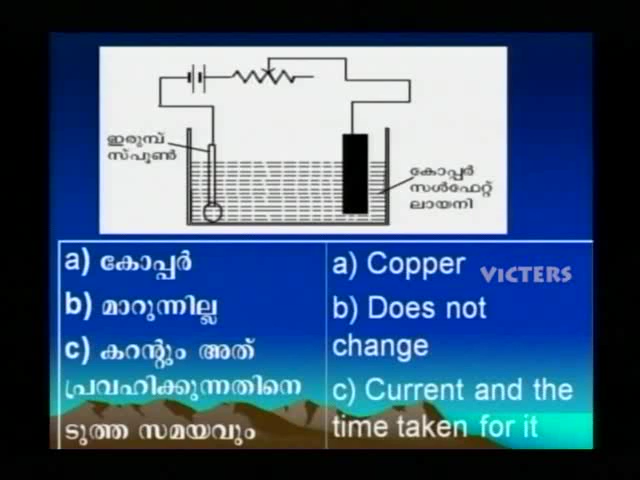 ഇരുമ്പ്
സ്പൂൺ
കോപ്പർ
സൾഫേറ്റ്
ലായനി
a) കോപ്പർ
b) മാറുന്നില്ല
c) കറന്റും അത്
പ്രവഹിക്കുന്നതിനെ
ടുത്ത സമയവും
a) Copper
VICTERS
b) Does not
change
c) Current and the
time taken for it